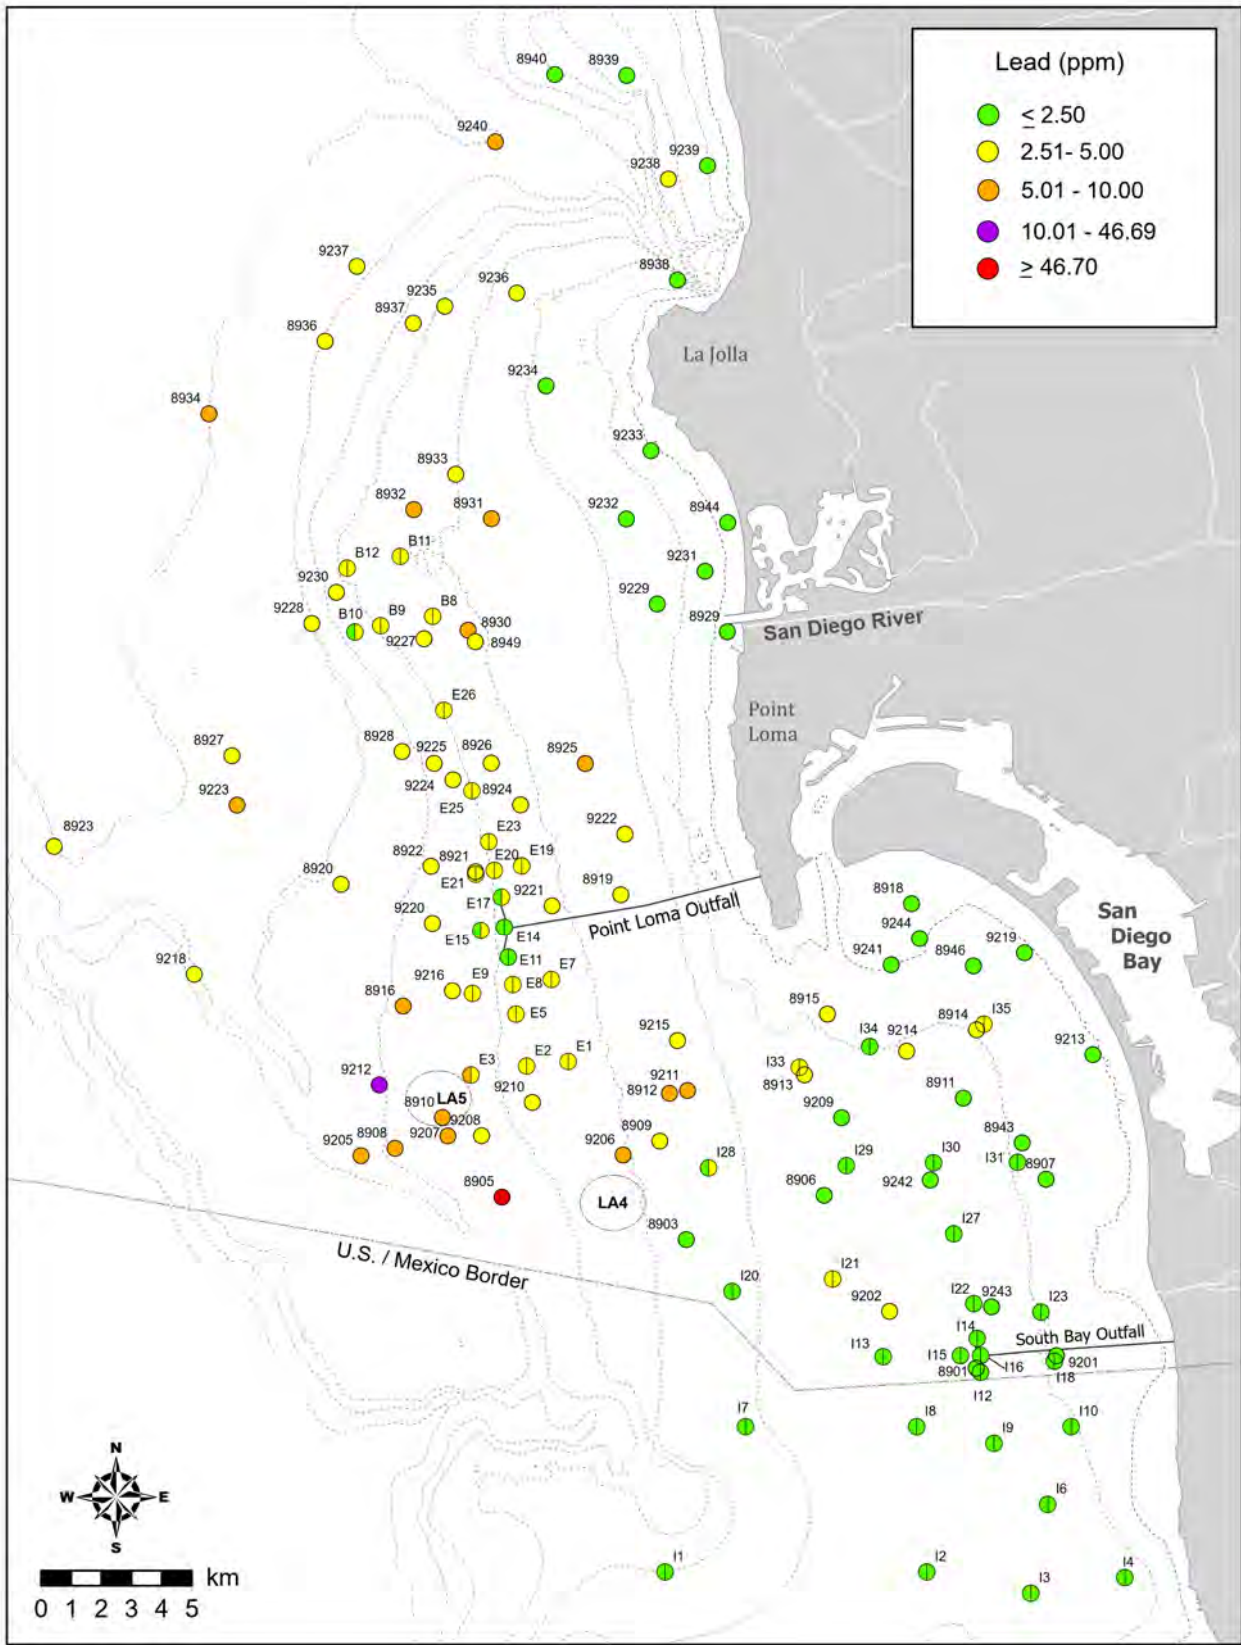 Lead (ppm)
≤ 2.50
2.51- 5.00
5.01 - 10.00
10.01 - 46.69
≥ 46.70
8940
8939
9240
9238
9239
9237
9236
8938
9235
8937
8936
La Jolla
9234
8934
9233
8933
8932
8931
9232
8944
B12
B11
9231
9230
9229
9228
B10
B9
B8
8930
8929
San Diego River
9227
8949
E26
Point
Loma
8928
9225
8926
8925
8927
9224
8924
9223
E25
8923
E23
9222
8922
8921
E20
E19
8920
E21
8919
E17
9221
8918
Point Loma Outfall
9220
E14
9244
San
Diego
Bay
E15
9241
8946
9219
E11
9218
9216
E9
E8
E7
8916
E5
8915
8914
I35
9215
I34
9214
9213
E2
E1
I33
E3
8913
9212
9211
8912
LA5
9210
8911
8910
9209
9208
8909
8943
8908
9207
9205
9206
I28
I29
I30
I31
8907
8906
9242
8905
LA4
8903
I27
U.S. / Mexico Border
I21
I20
9202
I22
9243
I23
I14
South Bay Outfall
I13
I15
I16
9201
8901
I18
I12
I7
I8
I9
I10
I6
N
W
E
S
I1
I2
I3
I4
km
0 1 2 3 4 5